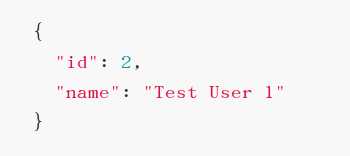 {
  "id": 2,
  "name": "Test User 1"
}